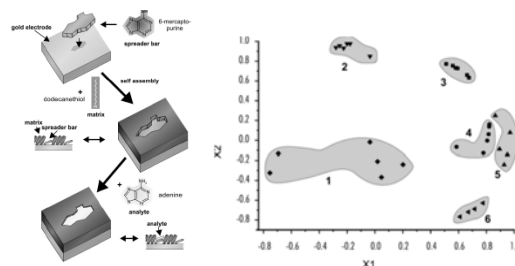 gold electrode
NH₂
6-mercapto-
purine
spreader bar
+
dodecanethiol
matrix
self assembly
matrix
spreader bar
+
NH₂
adenine
analyte
analyte
X2
1.0
0.8
0.6
0.4
0.2
0.0
-0.2
-0.4
-0.6
-0.8
2
3
4
5
1
6
-0.8 -0.6 -0.4 -0.2 0.0 0.2 0.4 0.6 0.8 1.0
X1